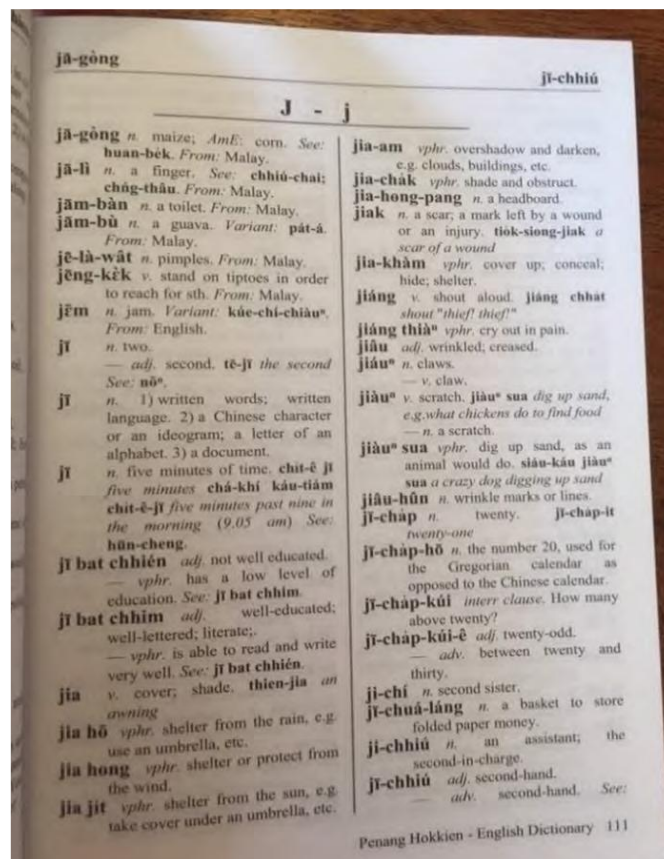 jā-gòng
jī-chhiú
J - j
jā-gòng n. maize; AmE: corn. See:
huan-bėk. From: Malay.
jā-lì n. a finger. See: chhiú-chai;
chńg-thâu. From: Malay.
jām-bàn n. a toilet. From: Malay.
jām-bù n. a guava. Variant: pát-á.
From: Malay.
jē-là-wât n. pimples. From: Malay.
jēng-kėk v. stand on tiptoes in order
to reach for sth. From: Malay.
jēm n. jam. Variant: kúe-chí-chiàuⁿ.
From: English.
jī n. two.
— adj. second. tē-jī the second
See: nōⁿ.
jī n. 1) written words; written
language. 2) a Chinese character
or an ideogram; a letter of an
alphabet. 3) a document.
jī n. five minutes of time. chit-ê jī
five minutes chá-khí káu-tiám
chit-ê-jī five minutes past nine in
the morning (9.05 am) See:
hūn-cheng.
jī bat chhién adj. not well educated.
— vphr. has a low level of
education. See: jī bat chhim.
jī bat chhim adj. well-educated;
well-lettered; literate;.
— vphr. is able to read and write
very well. See: jī bat chhién.
jia v. cover; shade. thien-jia an
awning
jia hō vphr. shelter from the rain, e.g.
use an umbrella, etc.
jia hong vphr. shelter or protect from
the wind.
jia jit vphr. shelter from the sun, e.g.
take cover under an umbrella, etc.
jia-am vphr. overshadow and darken,
e.g. clouds, buildings, etc.
jia-chák vphr. shade and obstruct.
jia-hong-pang n. a headboard.
jiak n. a scar; a mark left by a wound
or an injury. tiȯk-siong-jiak a
scar of a wound
jia-khàm vphr. cover up; conceal;
hide; shelter.
jiáng v. shout aloud. jiáng chhát
shout "thief! thief!"
jiáng thiàⁿ vphr. cry out in pain.
jiâu adj. wrinkled; creased.
jiáuⁿ n. claws.
— v. claw.
jiàuⁿ v. scratch. jiàuⁿ sua dig up sand,
e.g.what chickens do to find food
— n. a scratch.
jiàuⁿ sua vphr. dig up sand, as an
animal would do. siáu-káu jiàuⁿ
sua a crazy dog digging up sand
jiâu-hûn n. wrinkle marks or lines.
jī-cháp n. twenty. jī-cháp-it
twenty-one
jī-cháp-hō n. the number 20, used for
the Gregorian calendar as
opposed to the Chinese calendar.
jī-cháp-kúi interr clause. How many
above twenty?
jī-cháp-kúi-ê adj. twenty-odd.
— adv. between twenty and
thirty.
jì-chí n. second sister.
jī-chuá-láng n. a basket to store
folded paper money.
jí-chhiú n. an assistant; the
second-in-charge.
jī-chhiú adj. second-hand.
— adv. second-hand. See:
Penang Hokkien - English Dictionary 111